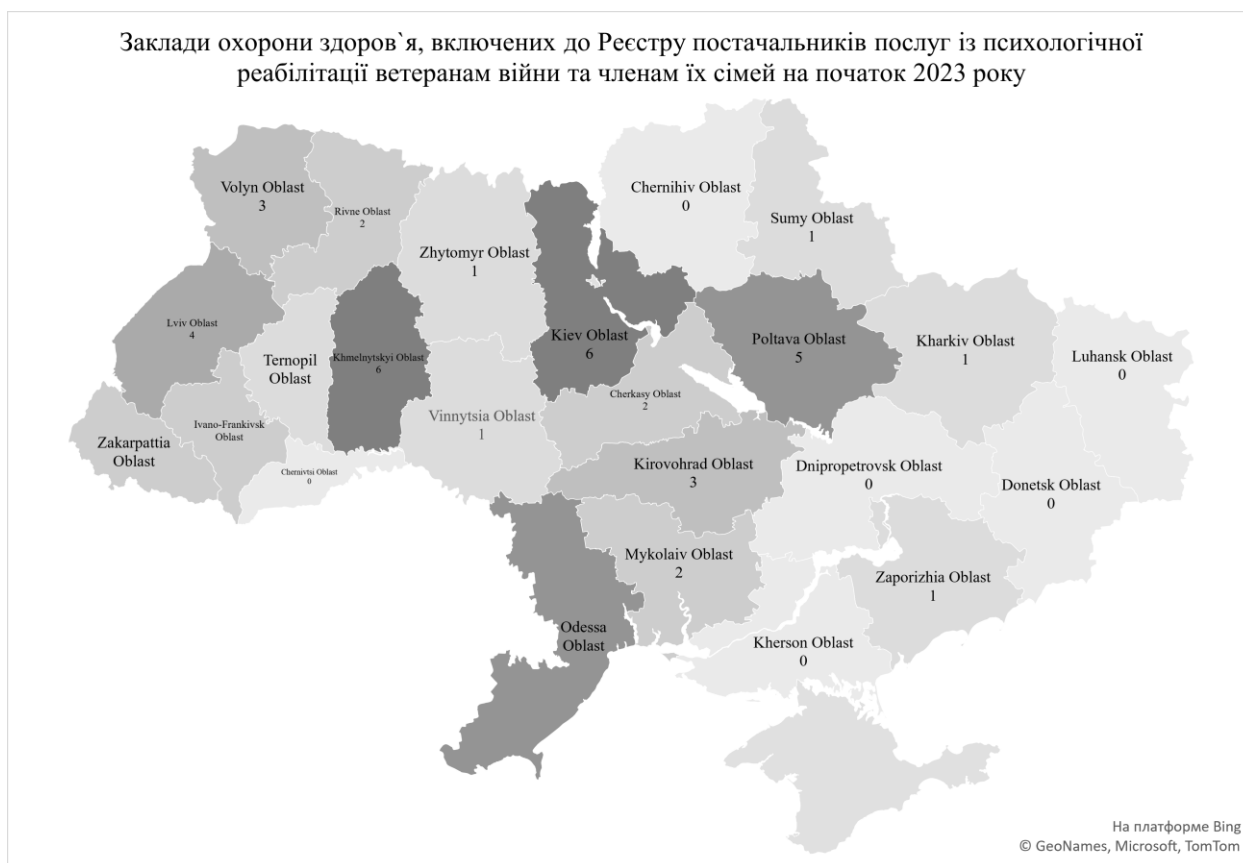 Заклади охорони здоров`я, включених до Реєстру постачальників послуг із психологічної
реабілітації ветеранам війни та членам їх сімей на початок 2023 року
Chernihiv Oblast
0
Volyn Oblast
3
Rivne Oblast
2
Sumy Oblast
1
Zhytomyr Oblast
1
Lviv Oblast
4
Kiev Oblast
6
Poltava Oblast
5
Kharkiv Oblast
1
Luhansk Oblast
0
Ternopil
Oblast
Khmelnytskyi Oblast
6
Cherkasy Oblast
2
Vinnytsia Oblast
1
Ivano-Frankivsk
Oblast
Zakarpattia
Oblast
Chernivtsi Oblast
0
Kirovohrad Oblast
3
Dnipropetrovsk Oblast
0
Donetsk Oblast
0
Mykolaiv Oblast
2
Zaporizhia Oblast
1
Odessa
Oblast
Kherson Oblast
0
На платформе Bing
© GeoNames, Microsoft, TomTom